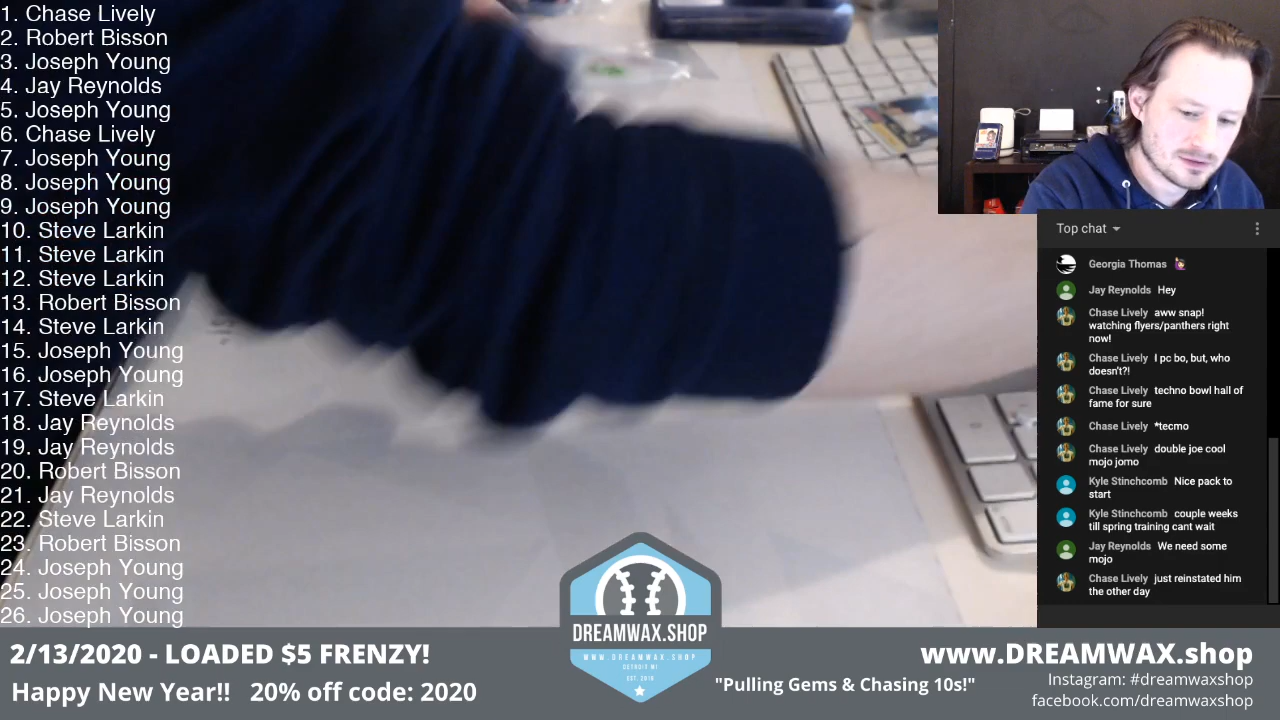 1. Chase Lively
2. Robert Bisson
3. Joseph Young
4. Jay Reynolds
5. Joseph Young
6. Chase Lively
7. Joseph Young
8. Joseph Young
9. Joseph Young
10. Steve Larkin
11. Steve Larkin
12. Steve Larkin
13. Robert Bisson
14. Steve Larkin
15. Joseph Young
16. Joseph Young
17. Steve Larkin
18. Jay Reynolds
19. Jay Reynolds
20. Robert Bisson
21. Jay Reynolds
22. Steve Larkin
23. Robert Bisson
24. Joseph Young
25. Joseph Young
26. Joseph Young
Top chat
Georgia Thomas 🙋🏽‍♀️
Jay Reynolds Hey
Chase Lively aww snap!
watching flyers/panthers right
now!
Chase Lively I pc bo, but, who
doesn't?!
Chase Lively techno bowl hall of
fame for sure
Chase Lively *tecmo
Chase Lively double joe cool
mojo jomo
Kyle Stinchcomb Nice pack to
start
Kyle Stinchcomb couple weeks
till spring training cant wait
Jay Reynolds We need some
mojo
Chase Lively just reinstated him
the other day
2/13/2020 - LOADED $5 FRENZY!
Happy New Year!! 20% off code: 2020
DREAMWAX.SHOP
WWW.DREAMWAX.SHOP
DETROIT MI
EST. 2018
"Pulling Gems & Chasing 10s!"
www.DREAMWAX.shop
Instagram: #dreamwaxshop
facebook.com/dreamwaxshop